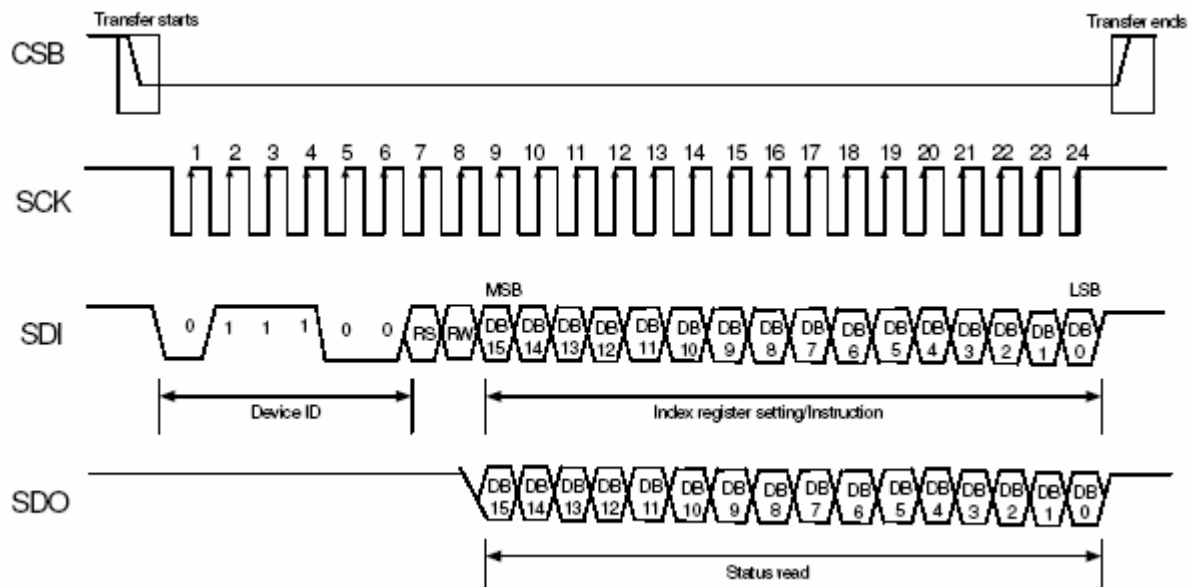 Transfer starts
Transfer ends
CSB
1 2 3 4 5 6 7 8 9 10 11 12 13 14 15 16 17 18 19 20 21 22 23 24
SCK
MSB
LSB
SDI
0 1 1 1 0 0 RS RW DB DB DB DB DB DB DB DB DB DB DB DB DB DB DB DB
15 14 13 12 11 10 9 8 7 6 5 4 3 2 1 0
Device ID
Index register setting/Instruction
SDO
DB DB DB DB DB DB DB DB DB DB DB DB DB DB DB DB
15 14 13 12 11 10 9 8 7 6 5 4 3 2 1 0
Status read